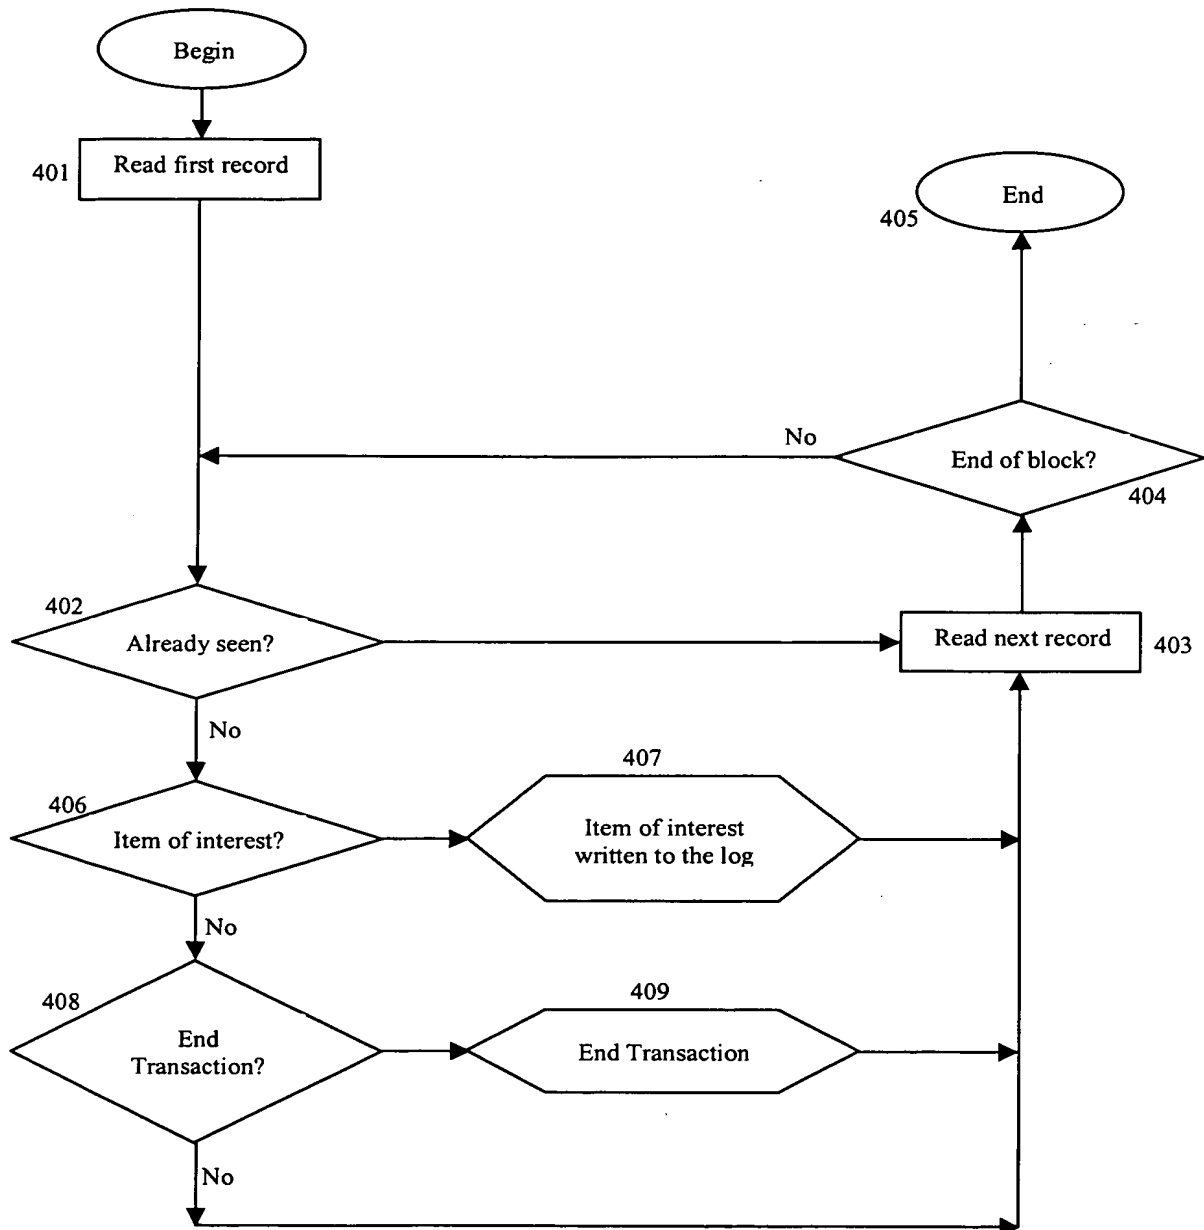 Begin
401
Read first record
End
405
No
End of block?
404
402
Already seen?
Read next record
403
No
407
406
Item of interest?
Item of interest
written to the log
No
409
408
End
Transaction?
End Transaction
No